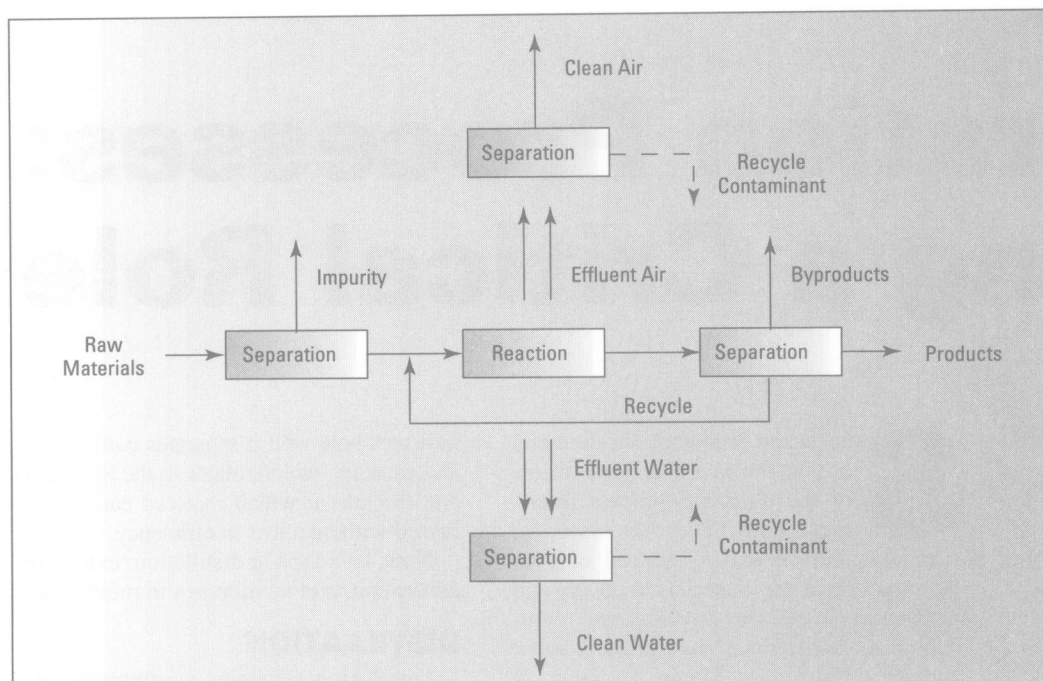 Clean Air
Separation
Recycle
Contaminant
Impurity
Effluent Air
Byproducts
Raw
Materials
Separation
Reaction
Separation
Products
Recycle
Effluent Water
Separation
Recycle
Contaminant
Clean Water